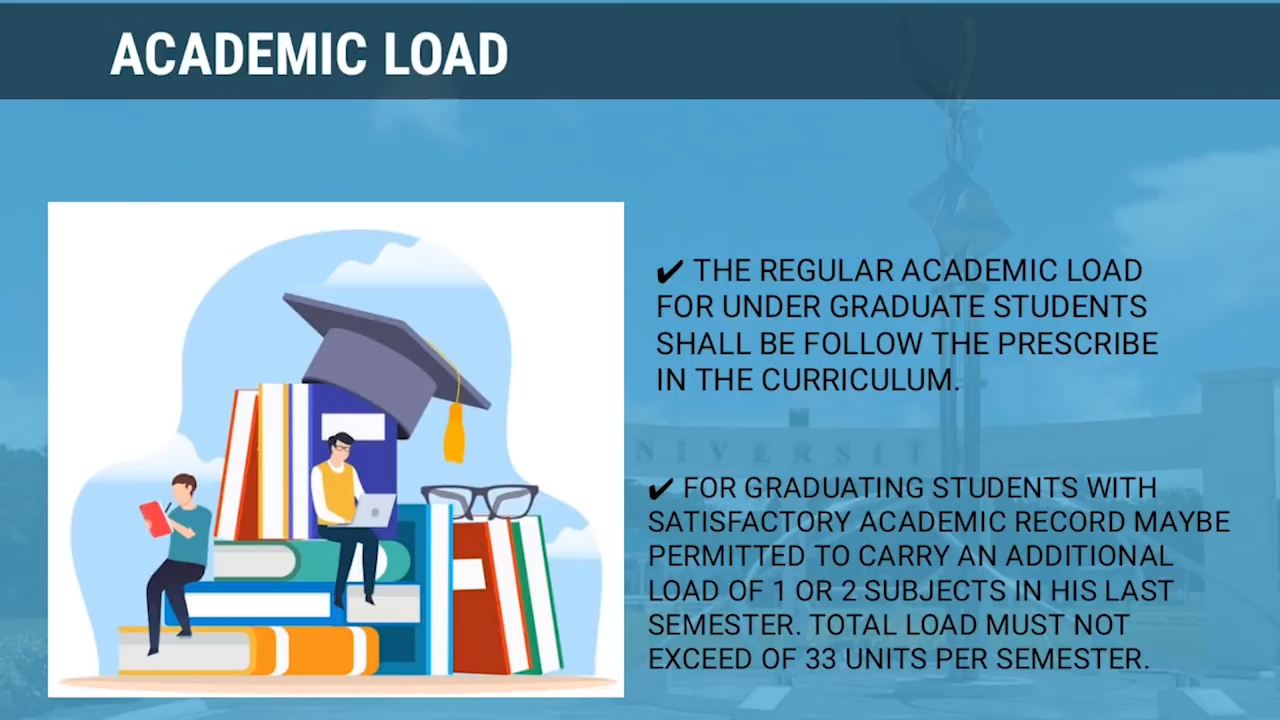 ACADEMIC LOAD
✔ THE REGULAR ACADEMIC LOAD
FOR UNDER GRADUATE STUDENTS
SHALL BE FOLLOW THE PRESCRIBE
IN THE CURRICULUM.
NIVERSIT
✔ FOR GRADUATING STUDENTS WITH
SATISFACTORY ACADEMIC RECORD MAYBE
PERMITTED TO CARRY AN ADDITIONAL
LOAD OF 1 OR 2 SUBJECTS IN HIS LAST
SEMESTER. TOTAL LOAD MUST NOT
EXCEED OF 33 UNITS PER SEMESTER.